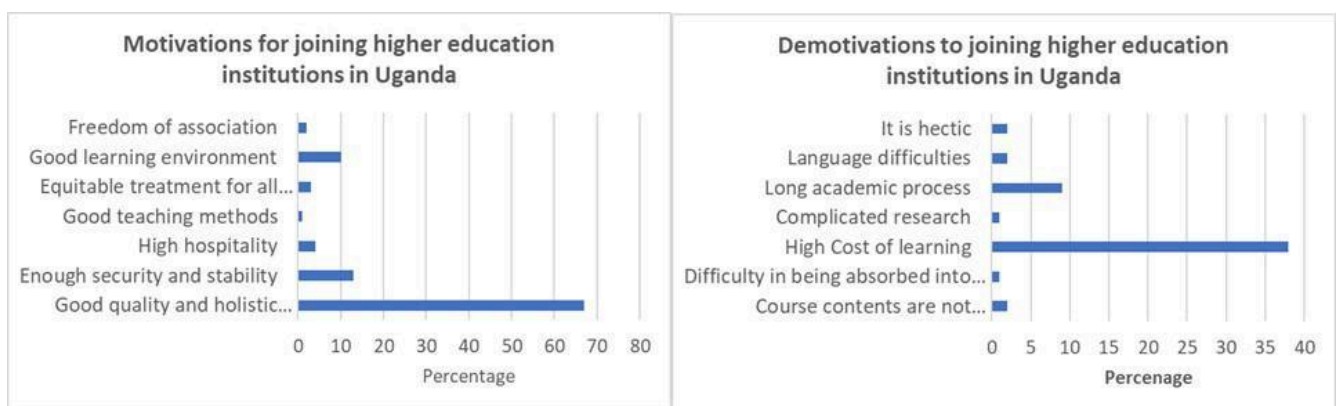 Motivations for joining higher education
institutions in Uganda
Freedom of association
Good learning environment
Equitable treatment for all...
Good teaching methods
High hospitality
Enough security and stability
Good quality and holistic...
0 10 20 30 40 50 60 70 80
Percentage
Demotivations to joining higher education
institutions in Uganda
It is hectic
Language difficulties
Long academic process
Complicated research
High Cost of learning
Difficulty in being absorbed into...
Course contents are not...
0 5 10 15 20 25 30 35 40
Percenage